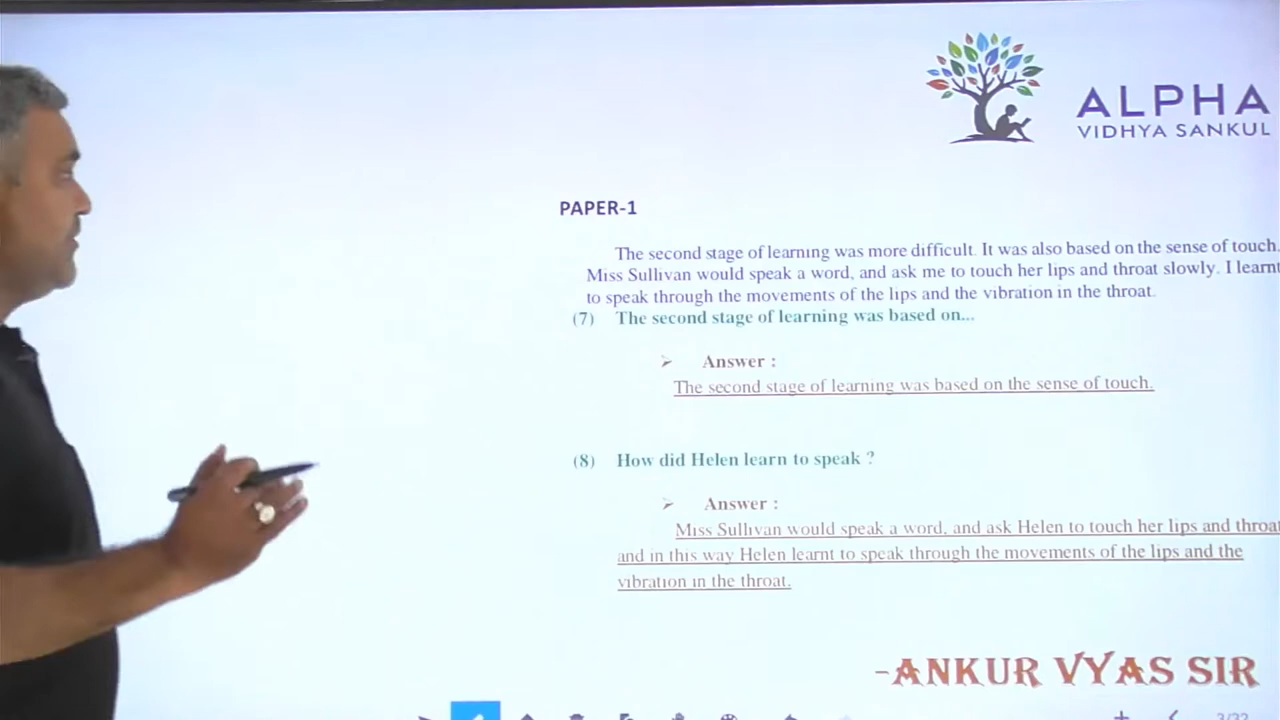 ALPHA
VIDHYA SANKUL
PAPER-1
The second stage of learning was more difficult. It was also based on the sense of touch.
Miss Sullivan would speak a word, and ask me to touch her lips and throat slowly. I learnt
to speak through the movements of the lips and the vibration in the throat.
(7) The second stage of learning was based on...
➢ Answer :
The second stage of learning was based on the sense of touch.
(8) How did Helen learn to speak ?
➢ Answer :
Miss Sullivan would speak a word, and ask Helen to touch her lips and throat
and in this way Helen learnt to speak through the movements of the lips and the
vibration in the throat.
-ANKUR VYAS SIR
3/22